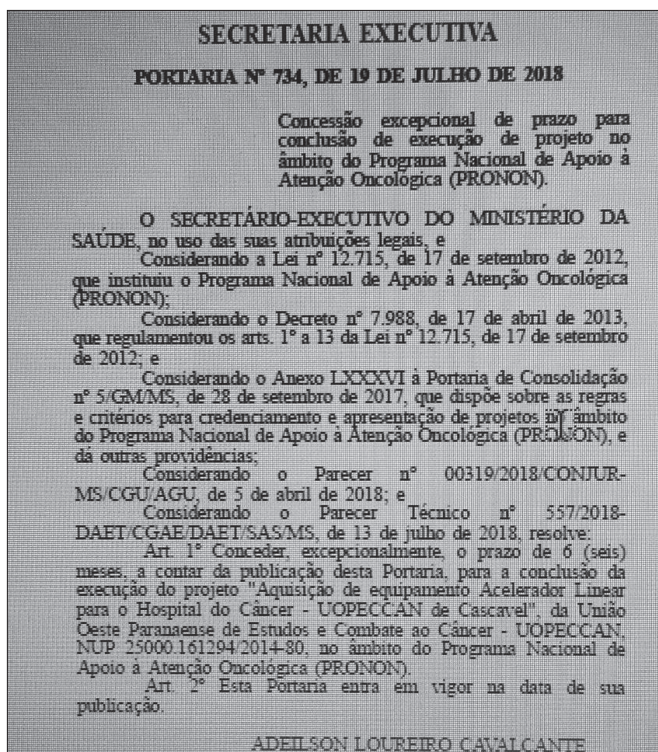 SECRETARIA EXECUTIVA
PORTARIA Nº 734, DE 19 DE JULHO DE 2018
Concessão excepcional de prazo para
conclusão de execução de projeto no
âmbito do Programa Nacional de Apoio à
Atenção Oncológica (PRONON).
O SECRETÁRIO-EXECUTIVO DO MINISTÉRIO DA
SAÚDE, no uso das suas atribuições legais, e
Considerando a Lei nº 12.715, de 17 de setembro de 2012,
que instituiu o Programa Nacional de Apoio à Atenção Oncológica
(PRONON);
Considerando o Decreto nº 7.988, de 17 de abril de 2013,
que regulamentou os arts. 1º a 13 da Lei nº 12.715, de 17 de setembro
de 2012; e
Considerando o Anexo LXXXVI à Portaria de Consolidação
nº 5/GM/MS, de 28 de setembro de 2017, que dispõe sobre as regras
e critérios para credenciamento e apresentação de projetos no âmbito
do Programa Nacional de Apoio à Atenção Oncológica (PRONON), e
dá outras providências;
Considerando o Parecer nº 00319/2018/CONJUR-
MS/CGU/AGU, de 5 de abril de 2018; e
Considerando o Parecer Técnico nº 557/2018-
DAET/CGAE/DAET/SAS/MS, de 13 de julho de 2018, resolve:
Art. 1º Conceder, excepcionalmente, o prazo de 6 (seis)
meses, a contar da publicação desta Portaria, para a conclusão da
execução do projeto "Aquisição de equipamento Acelerador Linear
para o Hospital do Câncer - UOPECCAN de Cascavel", da União
Oeste Paranaense de Estudos e Combate ao Câncer - UOPECCAN,
NUP 25000.161294/2014-80, no âmbito do Programa Nacional de
Apoio à Atenção Oncológica (PRONON).
Art. 2º Esta Portaria entra em vigor na data de sua
publicação.
ADEILSON LOUREIRO CAVALCANTE